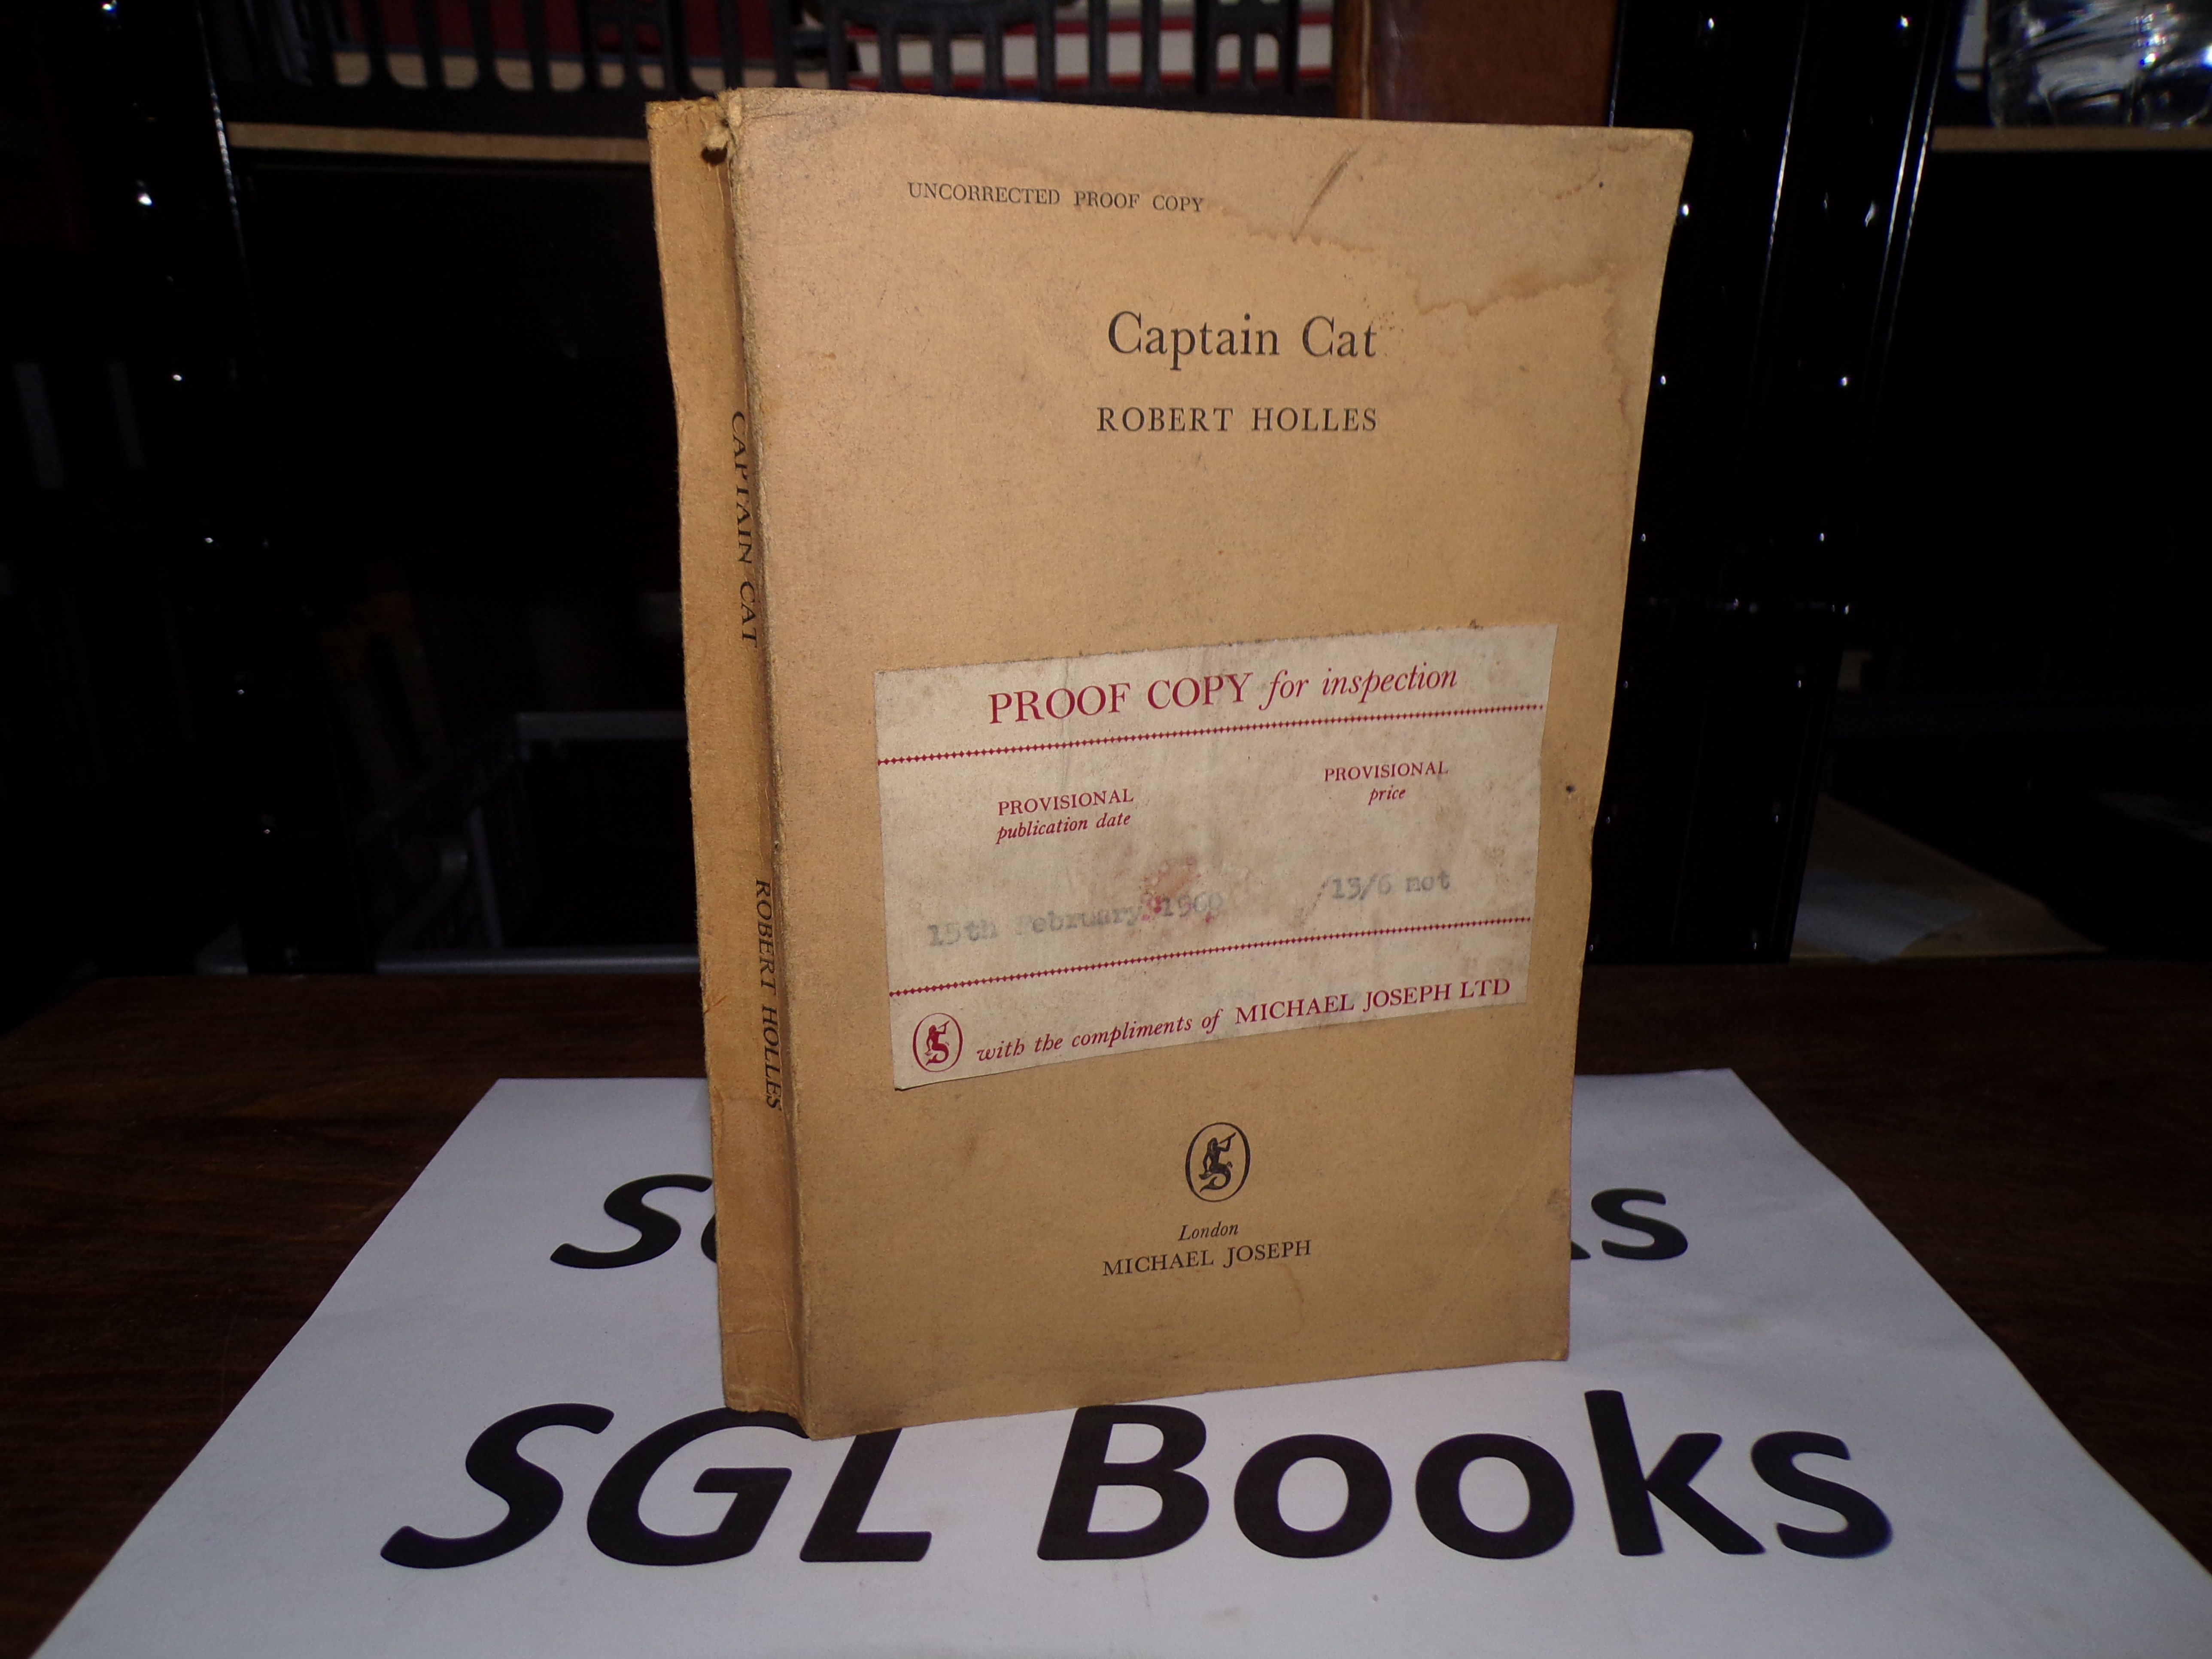 UNCORRECTED PROOF COPY
Captain Cat
ROBERT HOLLES
CAPTAIN CAT
ROBERT HOLLES
PROOF COPY for inspection
PROVISIONAL
publication date
PROVISIONAL
price
15th February 1960
13/6 net
with the compliments of MICHAEL JOSEPH LTD
London
MICHAEL JOSEPH
SGL Books